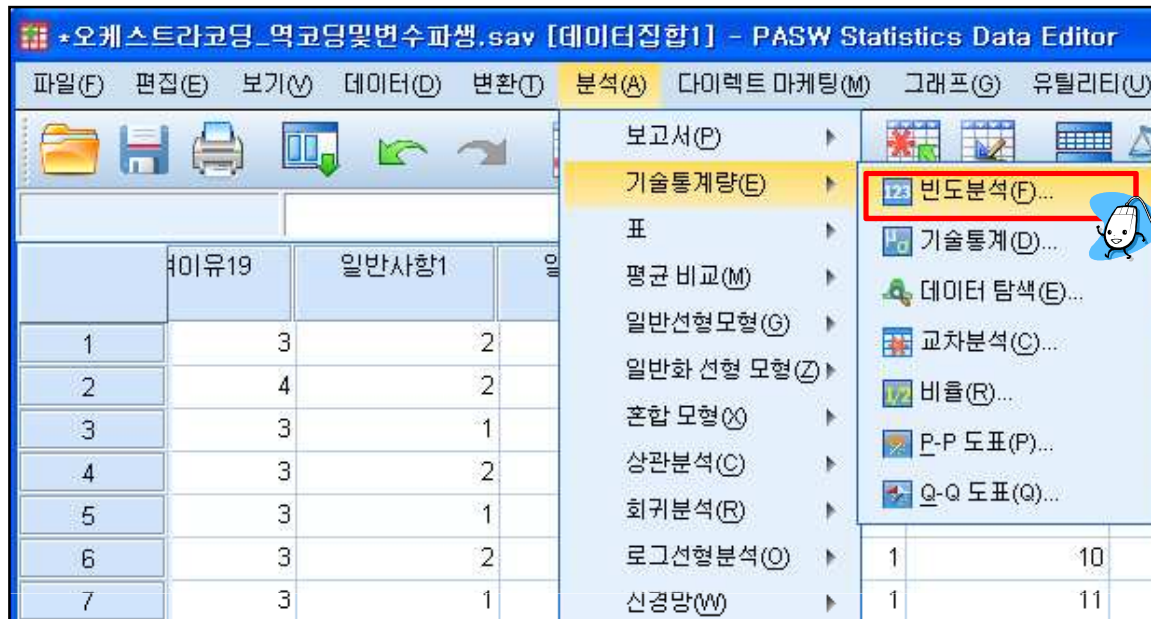 *오케스트라코딩_역코딩및변수파생.sav [데이터집합1] - PASW Statistics Data Editor
파일(F) 편집(E) 보기(V) 데이터(D) 변환(T) 분석(A) 다이렉트 마케팅(M) 그래프(G) 유틸리티(U)
보고서(P)
기술통계량(E)
표
평균 비교(M)
일반선형모형(G)
일반화 선형 모형(Z)
혼합 모형(X)
상관분석(C)
회귀분석(R)
로그선형분석(O)
신경망(W)
123 빈도분석(F)...
기술통계(D)...
데이터 탐색(E)...
교차분석(C)...
1/2 비율(R)...
P-P 도표(P)...
Q-Q 도표(Q)...
이유19 일반사항1
1 3 2
2 4 2
3 3 1
4 3 2
5 3 1
6 3 2 1 10
7 3 1 1 11